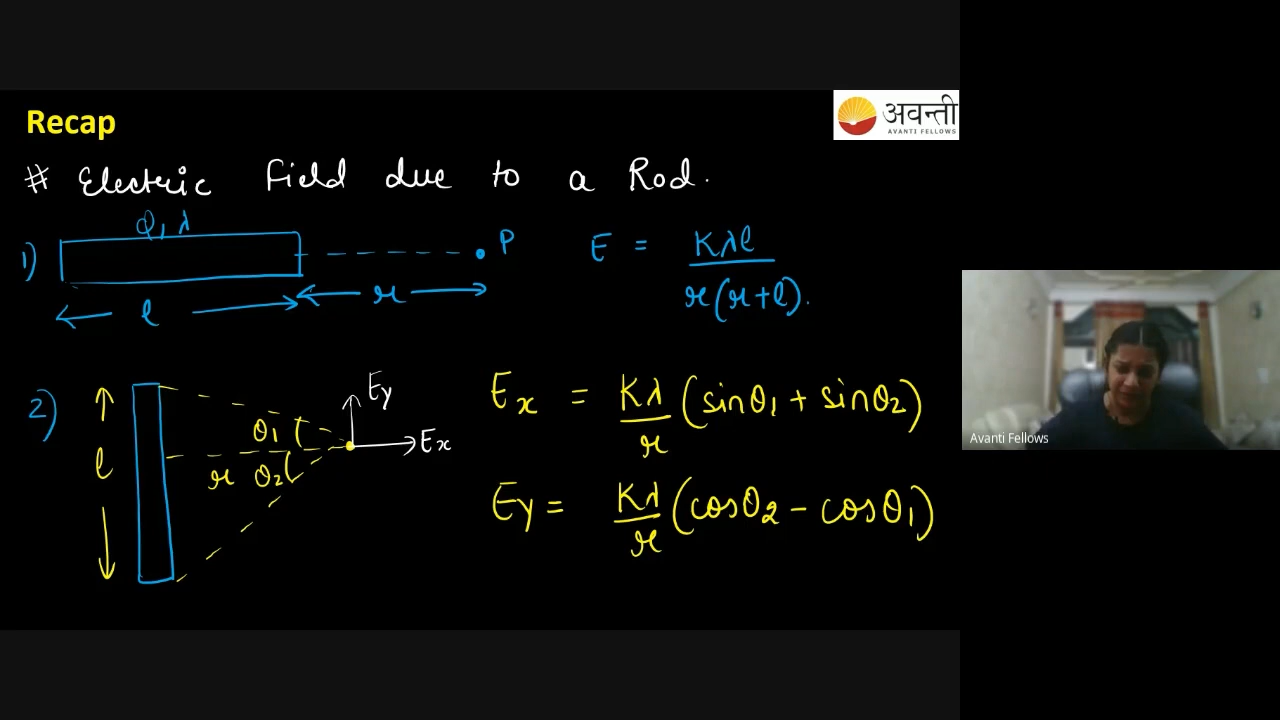 Recap
अवन्ती
AVANTI FELLOWS
# Electric Field due to a Rod.
1) Q, λ
P
l
r
E = Kλl / r(r+l).
2)
l
θ1
r θ2
Ey
Ex
Ex = Kλ/r (sinθ1 + sinθ2)
Ey = Kλ/r (cosθ2 - cosθ1)
Avanti Fellows